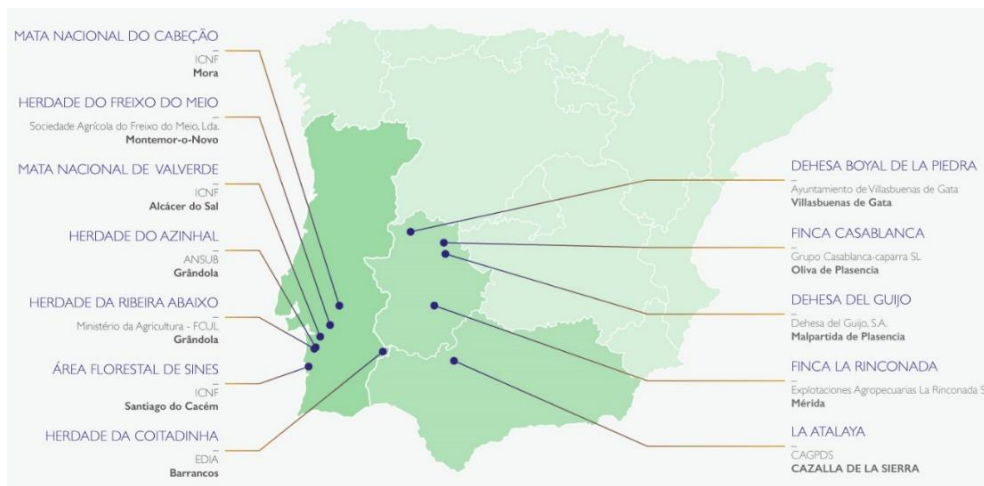 MATA NACIONAL DO CABEÇÃO
ICNF
Mora
HERDADE DO FREIXO DO MEIO
Sociedade Agrícola do Freixo do Meio, Lda.
Montemor-o-Novo
MATA NACIONAL DE VALVERDE
ICNF
Alcácer do Sal
HERDADE DO AZINHAL
ANSUB
Grândola
HERDADE DA RIBEIRA ABAIXO
Ministério da Agricultura - FCUL
Grândola
ÁREA FLORESTAL DE SINES
ICNF
Santiago do Cacém
HERDADE DA COITADINHA
EDIA
Barrancos
DEHESA BOYAL DE LA PIEDRA
Ayuntamiento de Villasbuenas de Gata
Villasbuenas de Gata
FINCA CASABLANCA
Grupo Casablanca-caparra SL
Oliva de Plasencia
DEHESA DEL GUIJO
Dehesa del Guijo, S.A.
Malpartida de Plasencia
FINCA LA RINCONADA
Explotaciones Agropecuarias La Rinconada S
Mérida
LA ATALAYA
CAGPDS
CAZALLA DE LA SIERRA